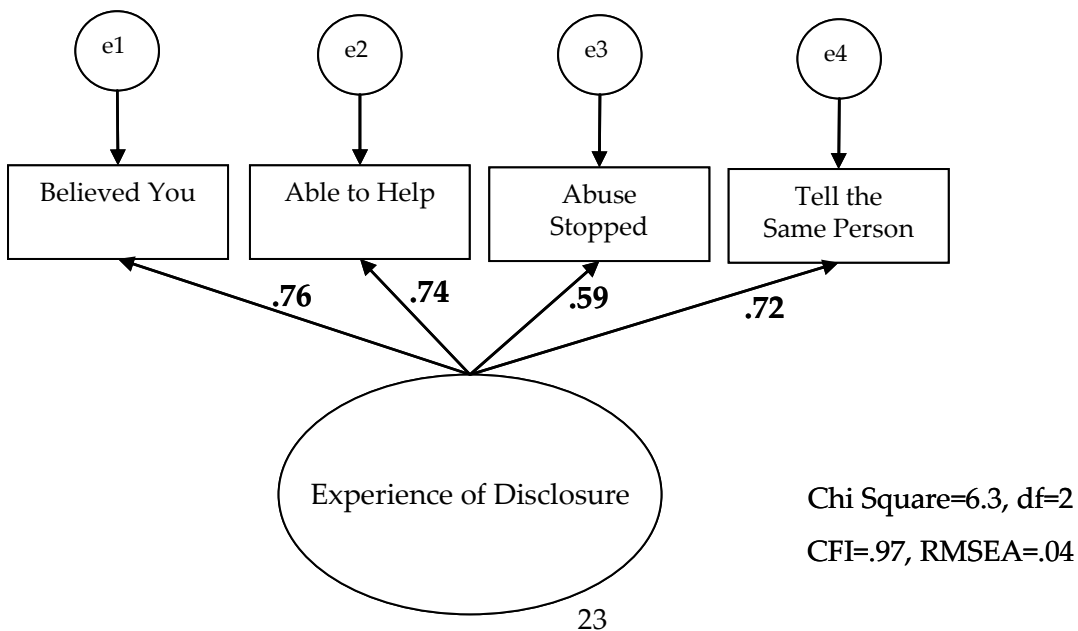 e1
e2
e3
e4
Believed You
Able to Help
Abuse
Stopped
Tell the
Same Person
.76
.74
.59
.72
Experience of Disclosure
Chi Square=6.3, df=2
CFI=.97, RMSEA=.04
23